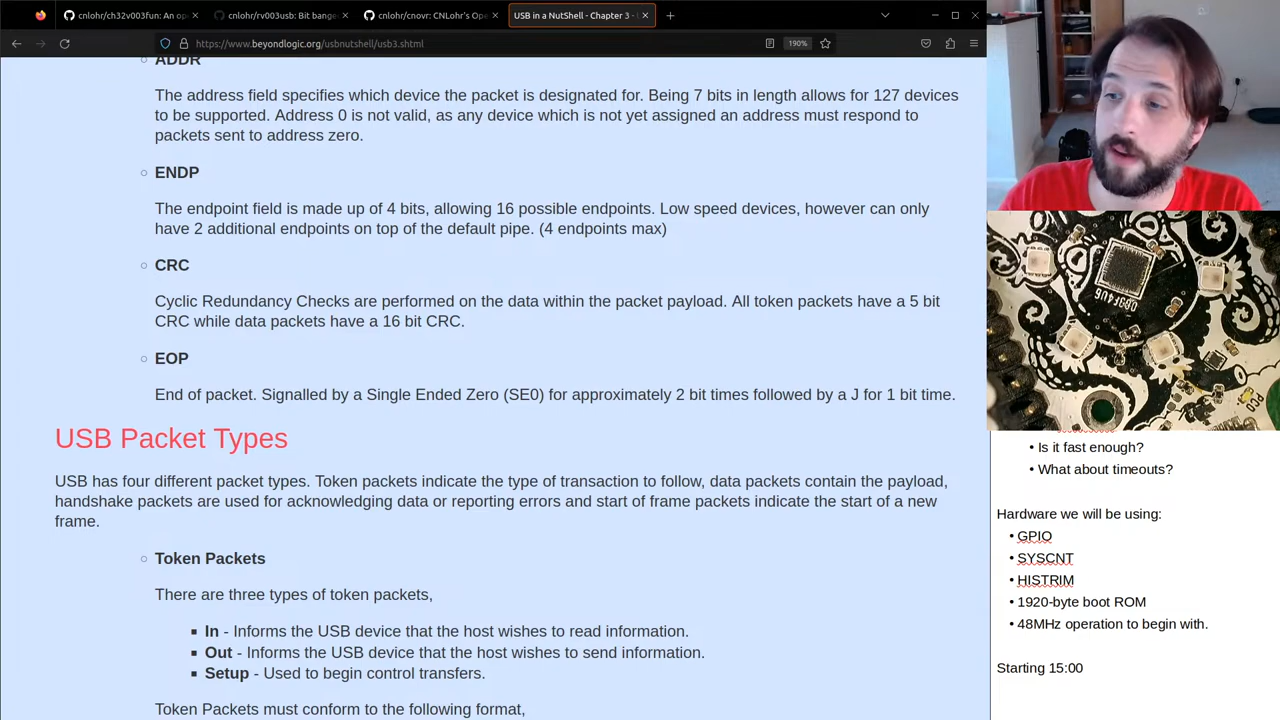 cnlohr/ch32v003fun: An op
cnlohr/rv003usb: Bit bange
cnlohr/cnovr: CNLohr's Ope
USB in a NutShell - Chapter 3 -
https://www.beyondlogic.org/usbnutshell/usb3.shtml
190%
ADDR
The address field specifies which device the packet is designated for. Being 7 bits in length allows for 127 devices
to be supported. Address 0 is not valid, as any device which is not yet assigned an address must respond to
packets sent to address zero.
ENDP
The endpoint field is made up of 4 bits, allowing 16 possible endpoints. Low speed devices, however can only
have 2 additional endpoints on top of the default pipe. (4 endpoints max)
CRC
Cyclic Redundancy Checks are performed on the data within the packet payload. All token packets have a 5 bit
CRC while data packets have a 16 bit CRC.
EOP
End of packet. Signalled by a Single Ended Zero (SE0) for approximately 2 bit times followed by a J for 1 bit time.
USB Packet Types
USB has four different packet types. Token packets indicate the type of transaction to follow, data packets contain the payload,
handshake packets are used for acknowledging data or reporting errors and start of frame packets indicate the start of a new
frame.
Token Packets
There are three types of token packets,
In - Informs the USB device that the host wishes to read information.
Out - Informs the USB device that the host wishes to send information.
Setup - Used to begin control transfers.
Token Packets must conform to the following format,
• Is it fast enough?
• What about timeouts?
Hardware we will be using:
• GPIO
• SYSCNT
• HISTRIM
• 1920-byte boot ROM
• 48MHz operation to begin with.
Starting 15:00